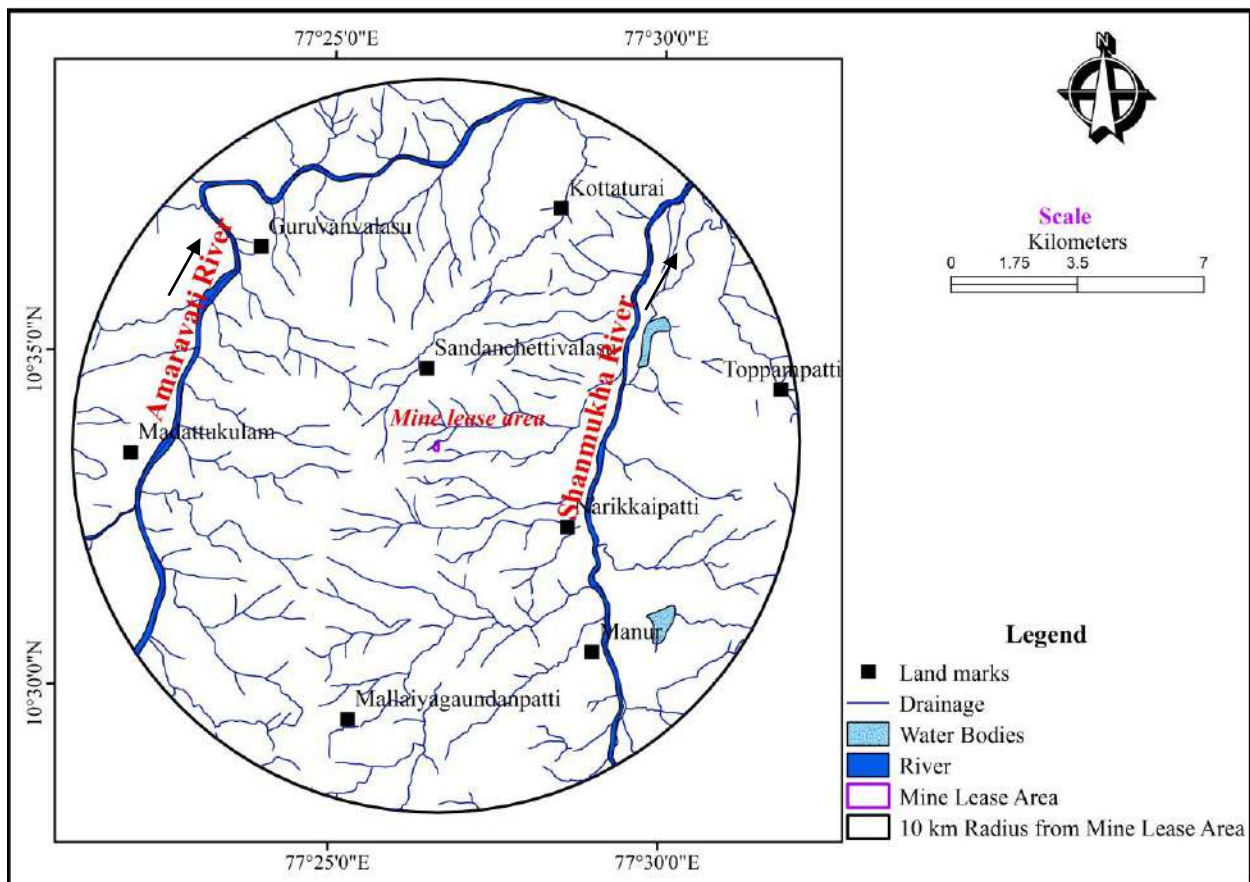 77°25'0"E 77°30'0"E
N
Kottaturai
Scale
Kilometers
Guruvanvalasu
0 1.75 3.5 7
Amaravati River
10°35'0"N
Sandanchettivalasu
Shanmukha River
Toppampatti
Mine lease area
Madattukulam
Narikkaipatti
Manur
Legend
10°30'0"N
Mallaiyagaundanpatti
Land marks
Drainage
Water Bodies
River
Mine Lease Area
10 km Radius from Mine Lease Area
77°25'0"E 77°30'0"E